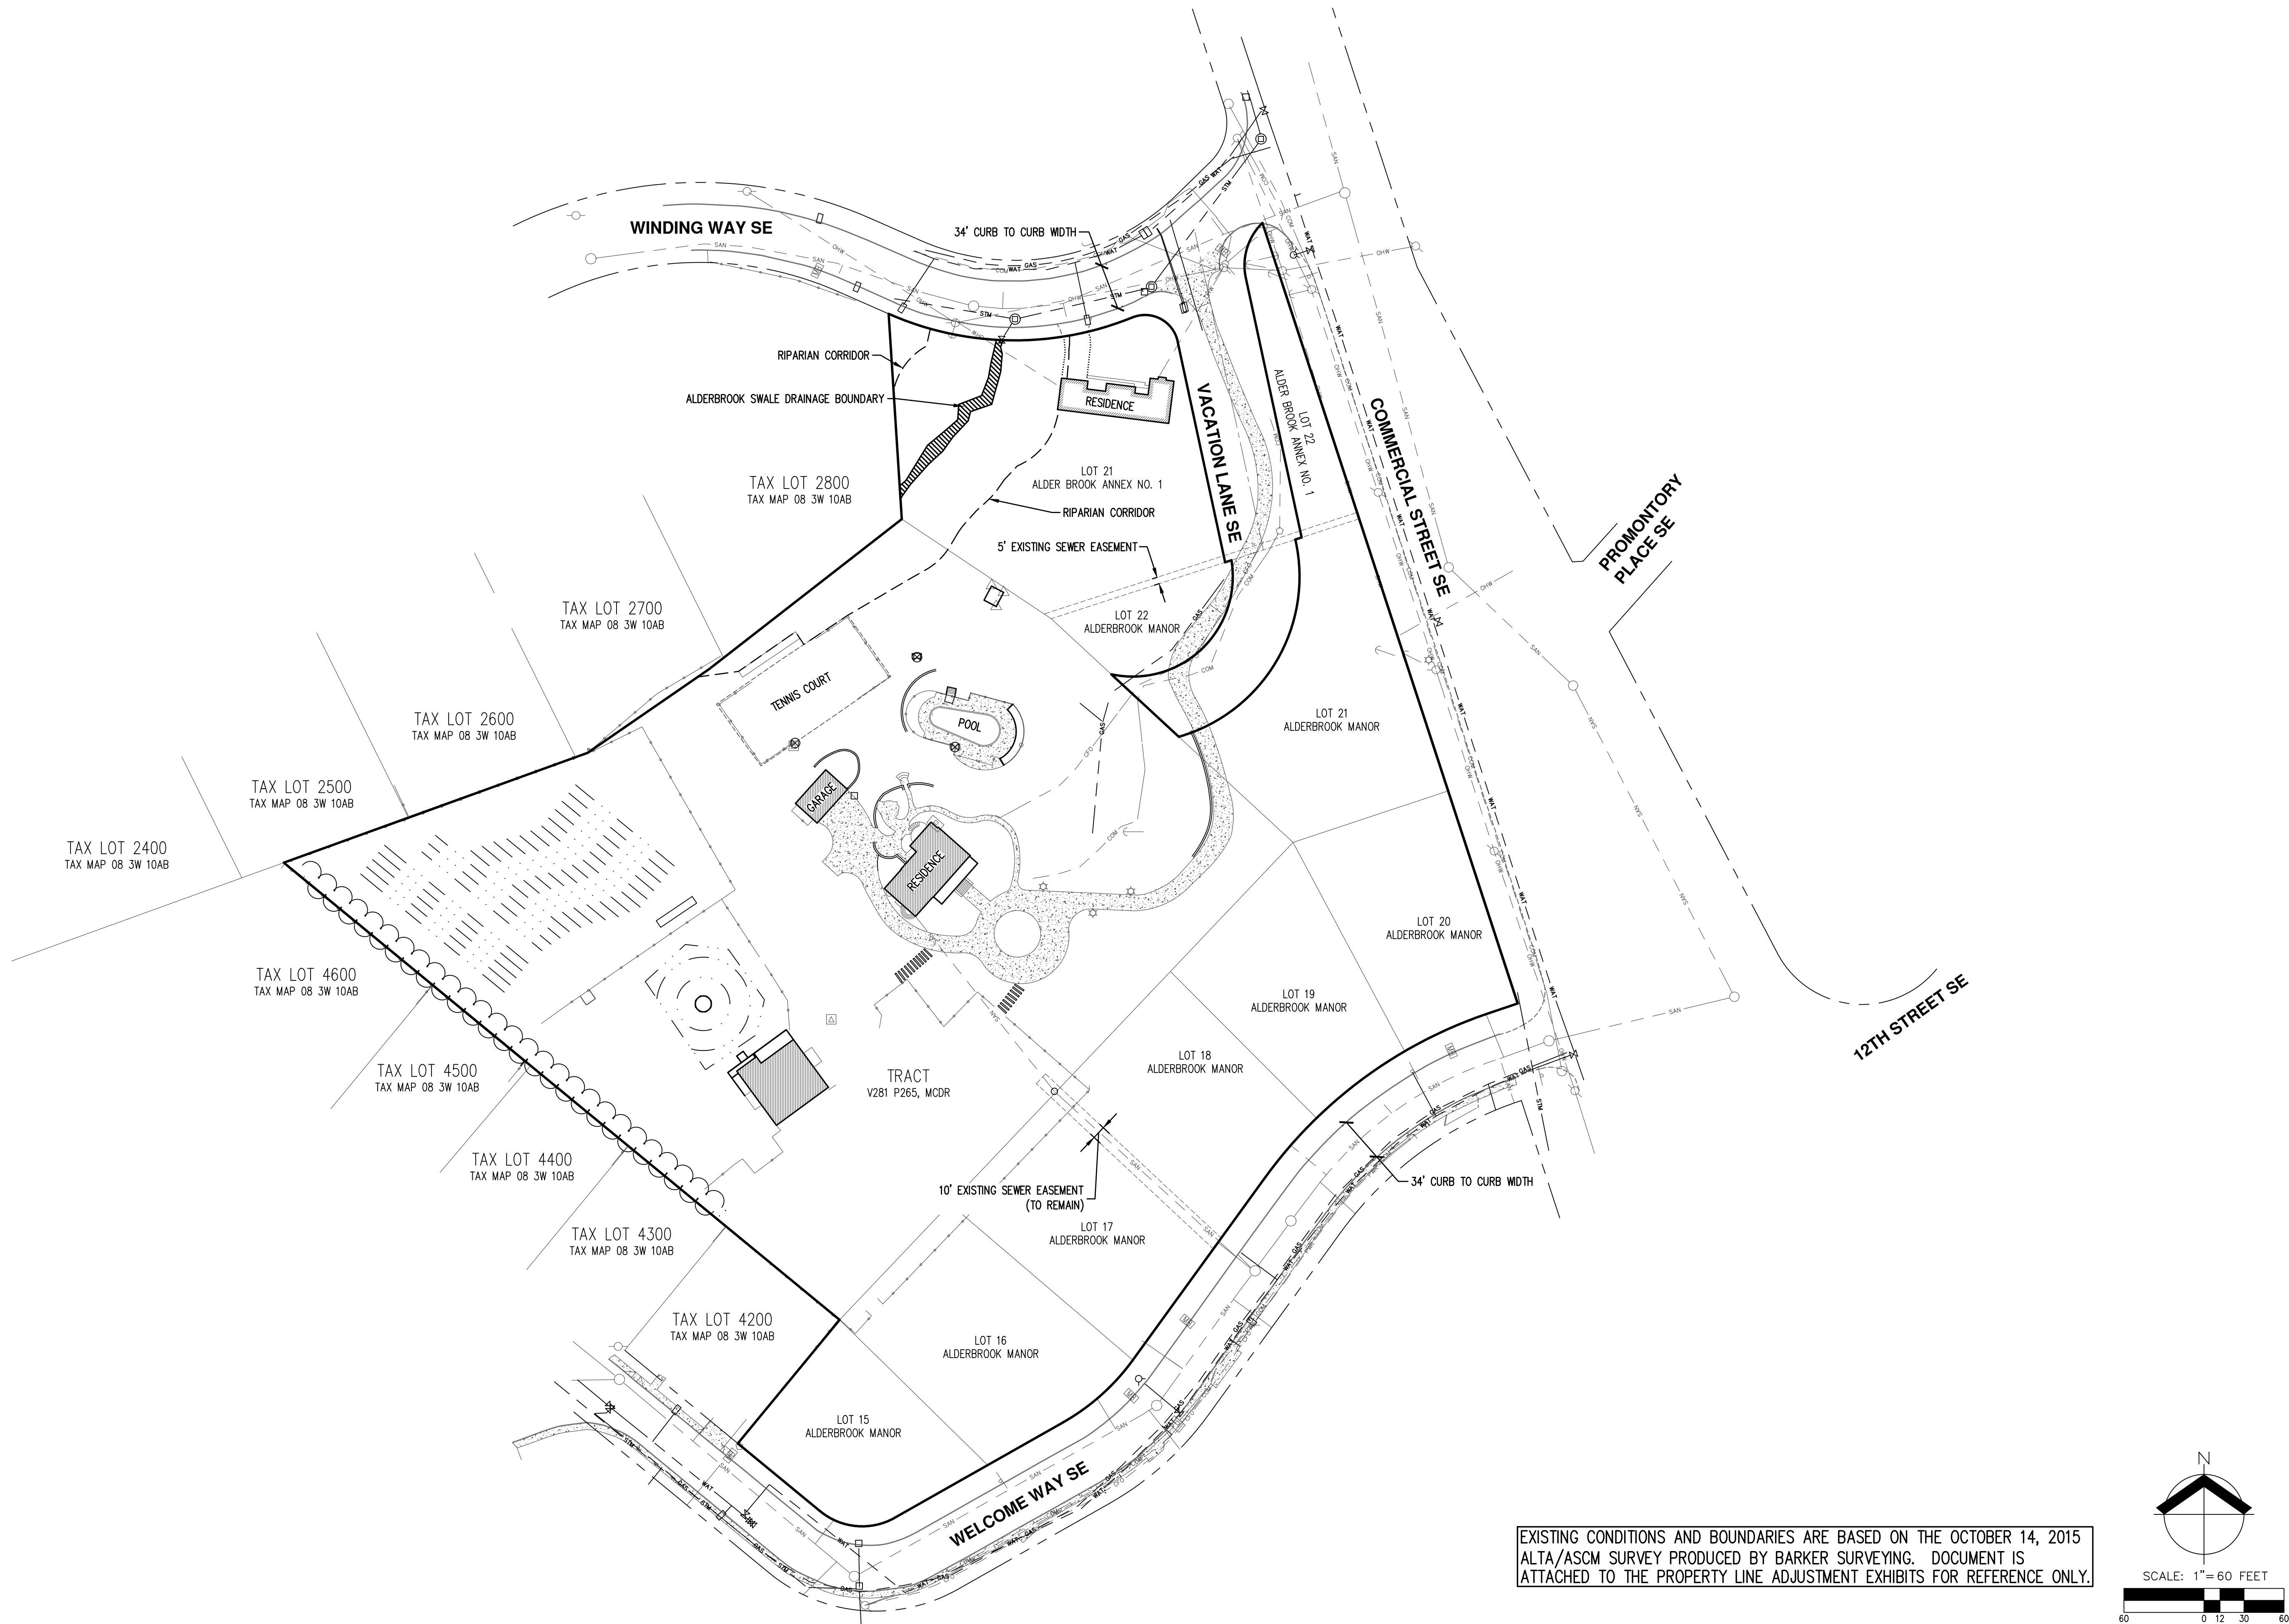 WINDING WAY SE
34' CURB TO CURB WIDTH
RIPARIAN CORRIDOR
ALDERBROOK SWALE DRAINAGE BOUNDARY
RESIDENCE
VACATION LANE SE
LOT 22
ALDER BROOK ANNEX NO. 1
COMMERCIAL STREET SE
TAX LOT 2800
TAX MAP 08 3W 10AB
LOT 21
ALDER BROOK ANNEX NO. 1
RIPARIAN CORRIDOR
PROMONTORY
PLACE SE
5' EXISTING SEWER EASEMENT
TAX LOT 2700
TAX MAP 08 3W 10AB
LOT 22
ALDERBROOK MANOR
TENNIS COURT
POOL
TAX LOT 2600
TAX MAP 08 3W 10AB
LOT 21
ALDERBROOK MANOR
TAX LOT 2500
TAX MAP 08 3W 10AB
GARAGE
TAX LOT 2400
TAX MAP 08 3W 10AB
RESIDENCE
LOT 20
ALDERBROOK MANOR
TAX LOT 4600
TAX MAP 08 3W 10AB
LOT 19
ALDERBROOK MANOR
12TH STREET SE
LOT 18
ALDERBROOK MANOR
TAX LOT 4500
TAX MAP 08 3W 10AB
TRACT
V281 P265, MCDR
TAX LOT 4400
TAX MAP 08 3W 10AB
34' CURB TO CURB WIDTH
10' EXISTING SEWER EASEMENT
(TO REMAIN)
TAX LOT 4300
TAX MAP 08 3W 10AB
LOT 17
ALDERBROOK MANOR
TAX LOT 4200
TAX MAP 08 3W 10AB
LOT 16
ALDERBROOK MANOR
LOT 15
ALDERBROOK MANOR
WELCOME WAY SE
EXISTING CONDITIONS AND BOUNDARIES ARE BASED ON THE OCTOBER 14, 2015
ALTA/ASCM SURVEY PRODUCED BY BARKER SURVEYING. DOCUMENT IS
ATTACHED TO THE PROPERTY LINE ADJUSTMENT EXHIBITS FOR REFERENCE ONLY.
N
SCALE: 1"=60 FEET
60 0 12 30 60